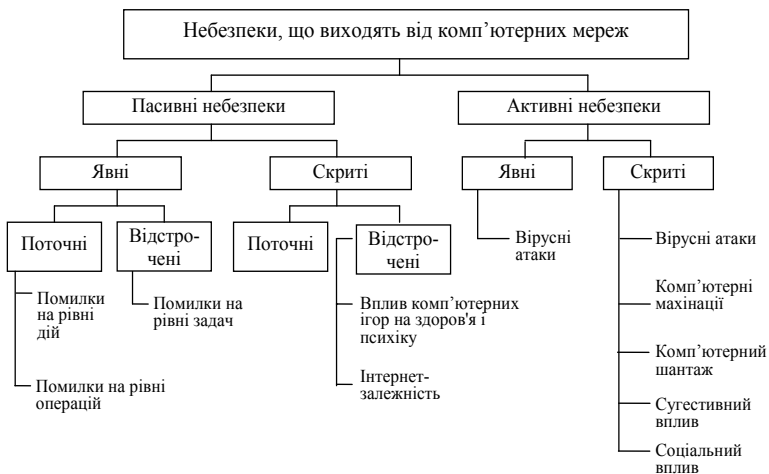 Небезпеки, що виходять від комп’ютерних мереж
Пасивні небезпеки
Активні небезпеки
Явні
Скриті
Явні
Скриті
Поточні
Відстро-
чені
Поточні
Відстро-
чені
Вірусні
атаки
Вірусні атаки
Помилки
на рівні
дій
Помилки на
рівні задач
Вплив комп’ютерних
ігор на здоров'я і
психіку
Комп’ютерні
махінації
Комп’ютерний
шантаж
Помилки на рівні
операцій
Інтернет-
залежність
Сугестивний
вплив
Соціальний
вплив